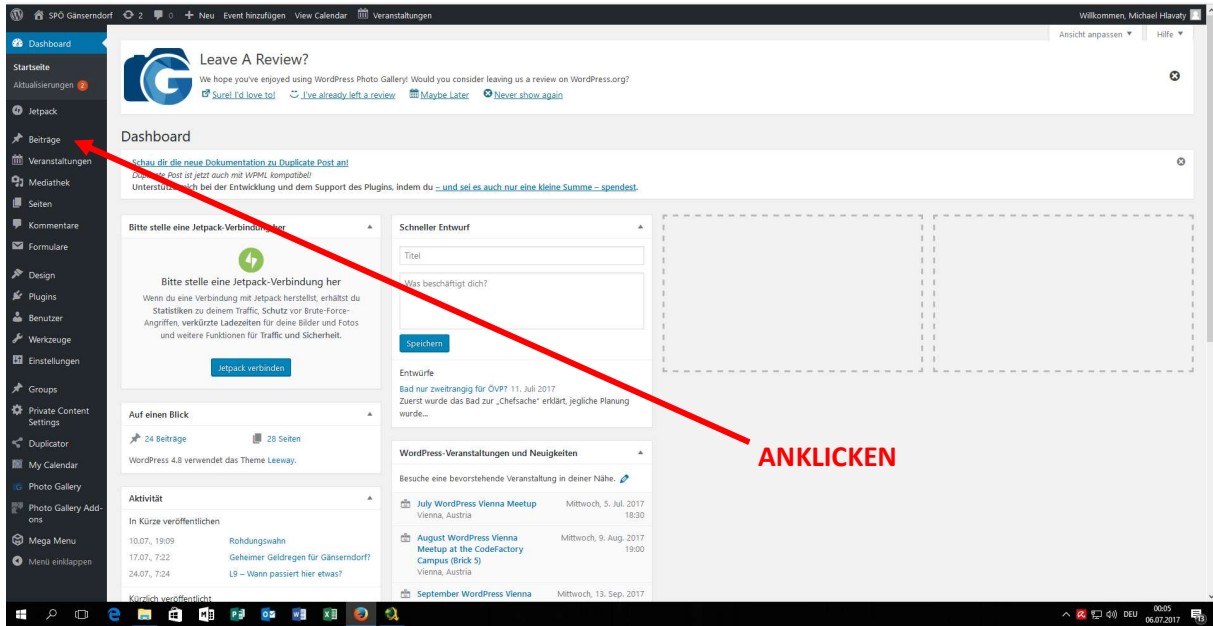 SPÖ Gänserndorf 2 0 + Neu Event hinzufügen View Calendar Veranstaltungen Willkommen, Michael Hlavaty
Ansicht anpassen ▼ Hilfe ▼
Dashboard
Startseite
Aktualisierungen 2
Jetpack
Beiträge
Veranstaltungen
Mediathek
Seiten
Kommentare
Formulare
Design
Plugins
Benutzer
Werkzeuge
Einstellungen
Groups
Private Content
Settings
Duplicator
My Calendar
Photo Gallery
Photo Gallery Add-
ons
Mega Menu
Menü einklappen
Leave A Review?
We hope you've enjoyed using WordPress Photo Gallery! Would you consider leaving us a review on WordPress.org?
Sure! I'd love to! I've already left a review Maybe Later Never show again
Dashboard
Schau dir die neue Dokumentation zu Duplicate Post an!
Duplicate Post ist jetzt auch mit WPML kompatibel!
Unterstütze mich bei der Entwicklung und dem Support des Plugins, indem du – und sei es auch nur eine kleine Summe – spendest.
Bitte stelle eine Jetpack-Verbindung her
Bitte stelle eine Jetpack-Verbindung her
Wenn du eine Verbindung mit Jetpack herstellst, erhältst du
Statistiken zu deinem Traffic, Schutz vor Brute-Force-
Angriffen, verkürzte Ladezeiten für deine Bilder und Fotos
und weitere Funktionen für Traffic und Sicherheit.
Jetpack verbinden
Auf einen Blick
24 Beiträge 28 Seiten
WordPress 4.8 verwendet das Theme Leeway.
Aktivität
In Kürze veröffentlichen
10.07., 19:09 Rohdungswahn
17.07., 7:22 Geheimer Geldregen für Gänserndorf?
24.07., 7:24 L9 – Wann passiert hier etwas?
Kürzlich veröffentlicht
Schneller Entwurf
Titel
Was beschäftigt dich?
Speichern
Entwürfe
Bad nur zweitrangig für ÖVP? 11. Juli 2017
Zuerst wurde das Bad zur „Chefsache“ erklärt, jegliche Planung
wurde…
WordPress-Veranstaltungen und Neuigkeiten
Besuche eine bevorstehende Veranstaltung in deiner Nähe.
July WordPress Vienna Meetup Mittwoch, 5. Jul. 2017
Vienna, Austria 18:30
August WordPress Vienna Mittwoch, 9. Aug. 2017
Meetup at the CodeFactory 19:00
Campus (Brick 5)
Vienna, Austria
September WordPress Vienna Mittwoch, 13. Sep. 2017
ANKLICKEN
DEU 00:05
06.07.2017